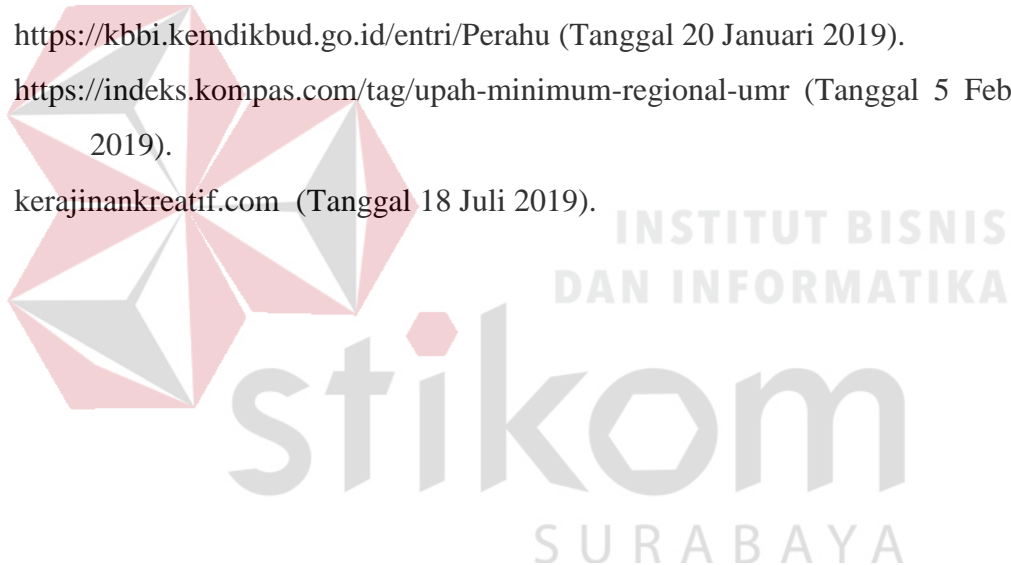 https://kbbi.kemdikbud.go.id/entri/Perahu (Tanggal 20 Januari 2019).
https://indeks.kompas.com/tag/upah-minimum-regional-umr (Tanggal 5 Feb
2019).
kerajinankreatif.com (Tanggal 18 Juli 2019).
INSTITUT BISNIS
DAN INFORMATIKA
stikom
SURABAYA